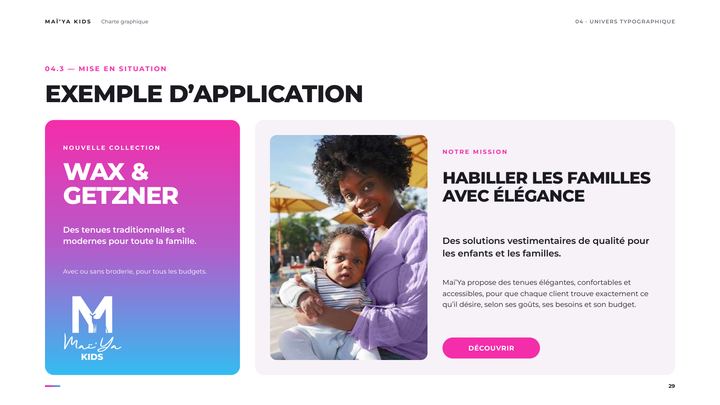 MAÏ'YA KIDS Charte graphique
04 - UNIVERS TYPOGRAPHIQUE
04.3 — MISE EN SITUATION
EXEMPLE D'APPLICATION
NOUVELLE COLLECTION
WAX &
GETZNER
Des tenues traditionnelles et
modernes pour toute la famille.
Avec ou sans broderie, pour tous les budgets.
M
Maï'Ya
KIDS
NOTRE MISSION
HABILLER LES FAMILLES
AVEC ÉLÉGANCE
Des solutions vestimentaires de qualité pour
les enfants et les familles.
Maï'Ya propose des tenues élégantes, confortables et
accessibles, pour que chaque client trouve exactement ce
qu'il désire, selon ses goûts, ses besoins et son budget.
DÉCOUVRIR
29